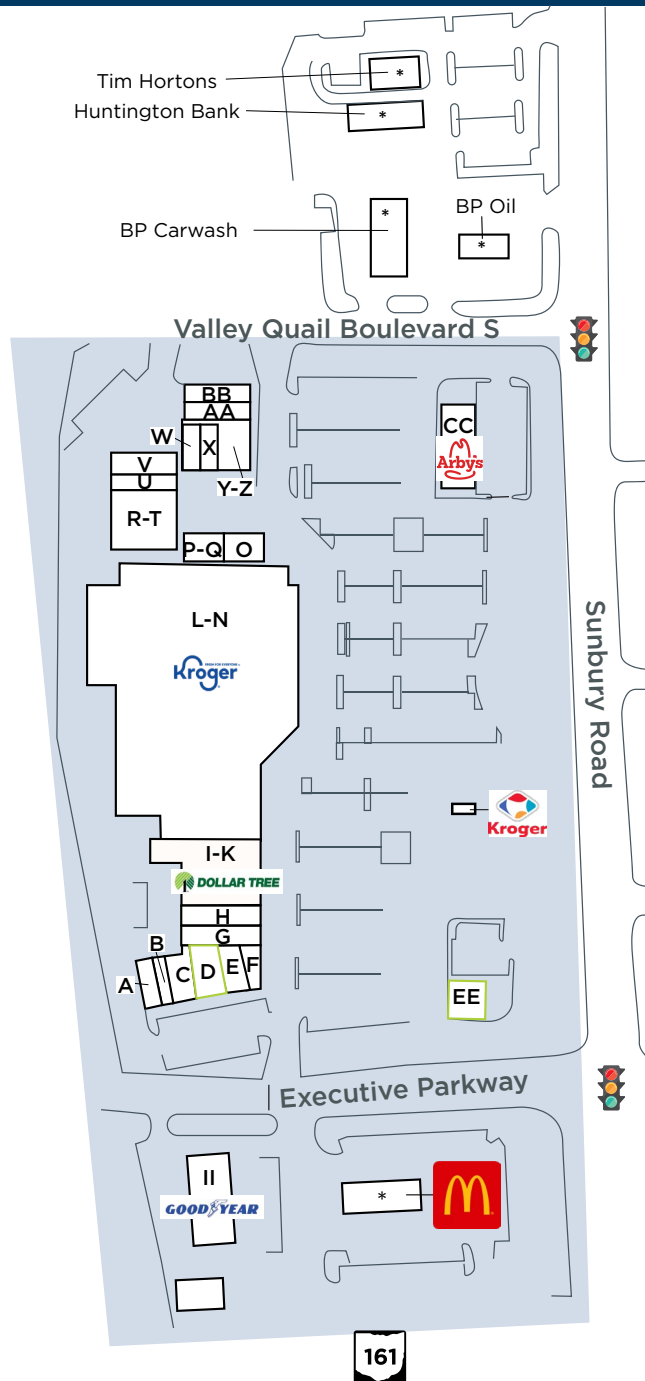 *
Tim Hortons
Huntington Bank
*
*
BP Oil
BP Carwash
*
Valley Quail Boulevard S
BB
AA
W
X
CC
Arby's
V
U
Y-Z
R-T
P-Q
O
L-N
Kroger
Sunbury Road
Kroger
I-K
DOLLAR TREE
H
G
B
A
C
D
E
F
EE
Executive Parkway
II
GOODYEAR
*
M
161